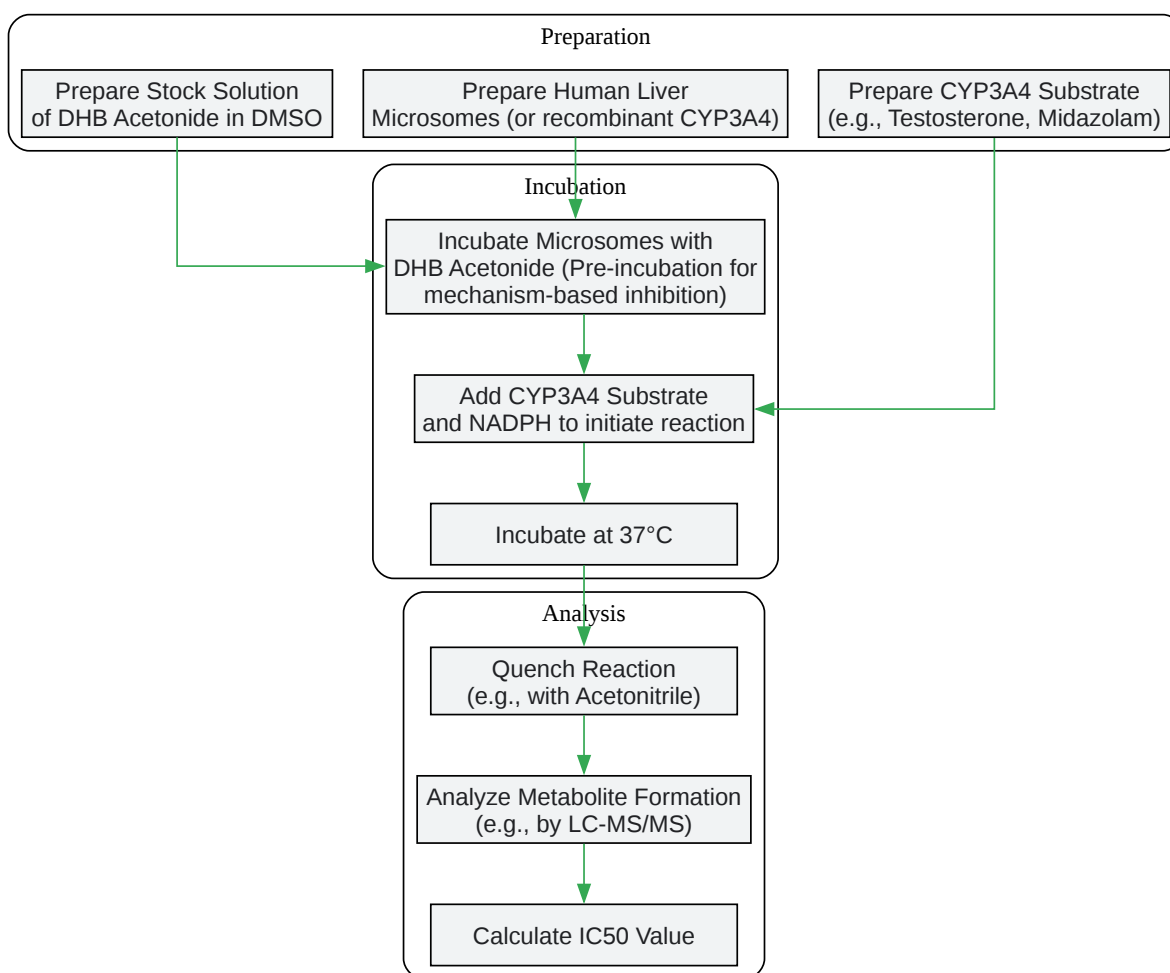 Preparation
Prepare Stock Solution
of DHB Acetonide in DMSO
Prepare Human Liver
Microsomes (or recombinant CYP3A4)
Prepare CYP3A4 Substrate
(e.g., Testosterone, Midazolam)
Incubation
Incubate Microsomes with
DHB Acetonide (Pre-incubation for
mechanism-based inhibition)
Add CYP3A4 Substrate
and NADPH to initiate reaction
Incubate at 37°C
Analysis
Quench Reaction
(e.g., with Acetonitrile)
Analyze Metabolite Formation
(e.g., by LC-MS/MS)
Calculate IC50 Value